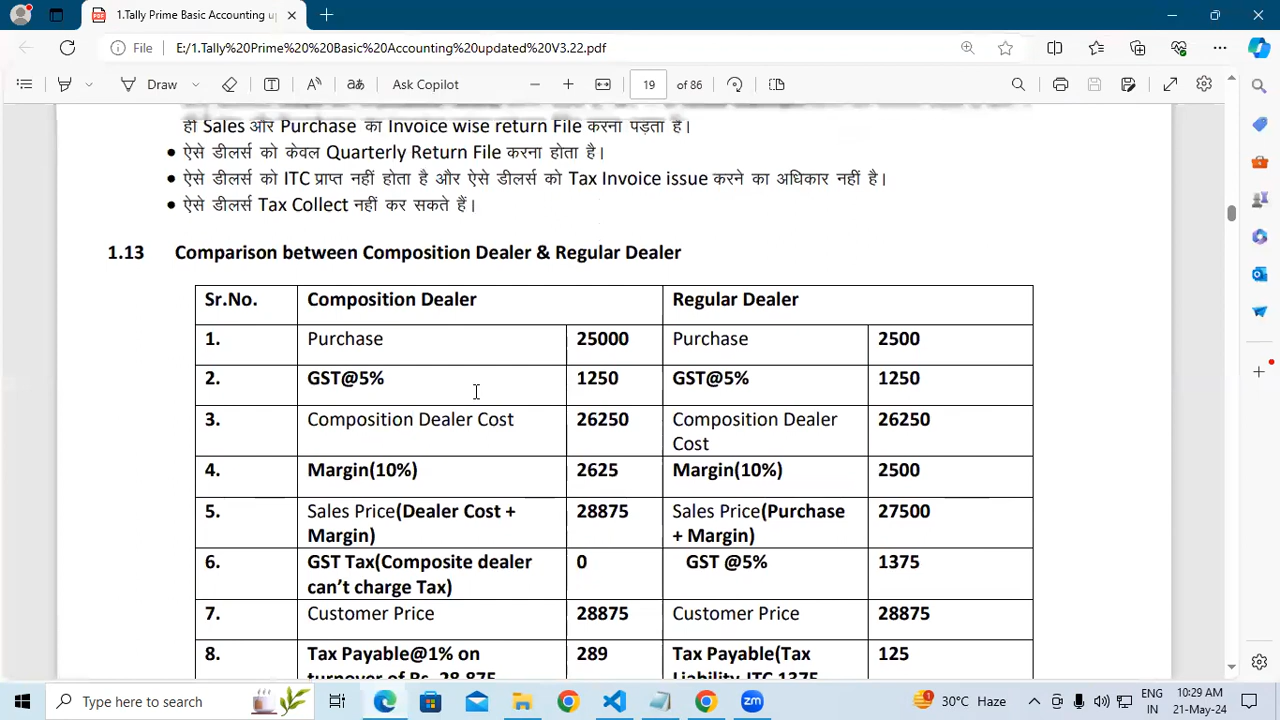 1.Tally Prime Basic Accounting u
File
E:/1.Tally%20Prime%20%20Basic%20Accounting%20updated%20V3.22.pdf
Draw
Ask Copilot
19 of 86
ही Sales और Purchase का Invoice wise return File करना पड़ता है।
• ऐसे डीलर्स को केवल Quarterly Return File करना होता है।
• ऐसे डीलर्स को ITC प्राप्त नहीं होता है और ऐसे डीलर्स को Tax Invoice issue करने का अधिकार नहीं है।
• ऐसे डीलर्स Tax Collect नहीं कर सकते हैं।
1.13 Comparison between Composition Dealer & Regular Dealer
Sr.No. Composition Dealer Regular Dealer
1. Purchase 25000 Purchase 2500
2. GST@5% 1250 GST@5% 1250
3. Composition Dealer Cost 26250 Composition Dealer 26250
Cost
4. Margin(10%) 2625 Margin(10%) 2500
5. Sales Price(Dealer Cost + 28875 Sales Price(Purchase 27500
Margin) + Margin)
6. GST Tax(Composite dealer 0 GST @5% 1375
can't charge Tax)
7. Customer Price 28875 Customer Price 28875
8. Tax Payable@1% on 289 Tax Payable(Tax 125
turnover of Rs. 28,875 Liability-ITC 1375
Type here to search
30°C Haze
ENG
IN
10:29 AM
21-May-24